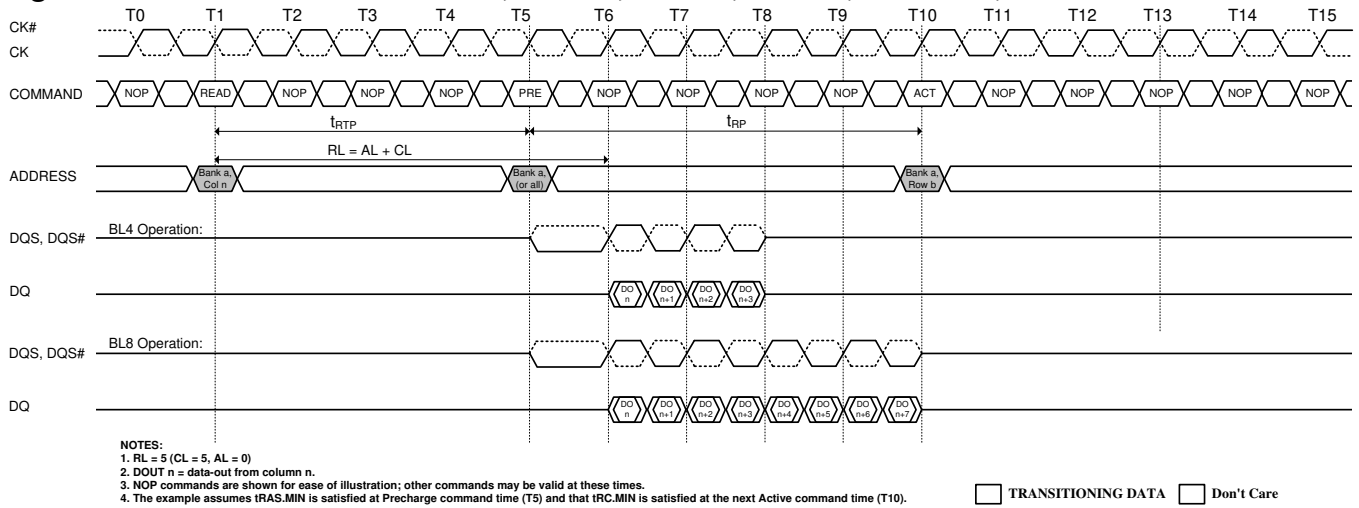 T0 T1 T2 T3 T4 T5 T6 T7 T8 T9 T10 T11 T12 T13 T14 T15
CK#
CK
COMMAND NOP READ NOP NOP NOP PRE NOP NOP NOP NOP ACT NOP NOP NOP NOP NOP
tRTP tRP
RL = AL + CL
ADDRESS Bank a, Col n Bank a, (or all) Bank a, Row b
BL4 Operation:
DQS, DQS#
DQ DO n DO n+1 DO n+2 DO n+3
BL8 Operation:
DQS, DQS#
DQ DO n DO n+1 DO n+2 DO n+3 DO n+4 DO n+5 DO n+6 DO n+7
NOTES:
1. RL = 5 (CL = 5, AL = 0)
2. DOUT n = data-out from column n.
3. NOP commands are shown for ease of illustration; other commands may be valid at these times.
4. The example assumes tRAS.MIN is satisfied at Precharge command time (T5) and that tRC.MIN is satisfied at the next Active command time (T10).
TRANSITIONING DATA Don't Care